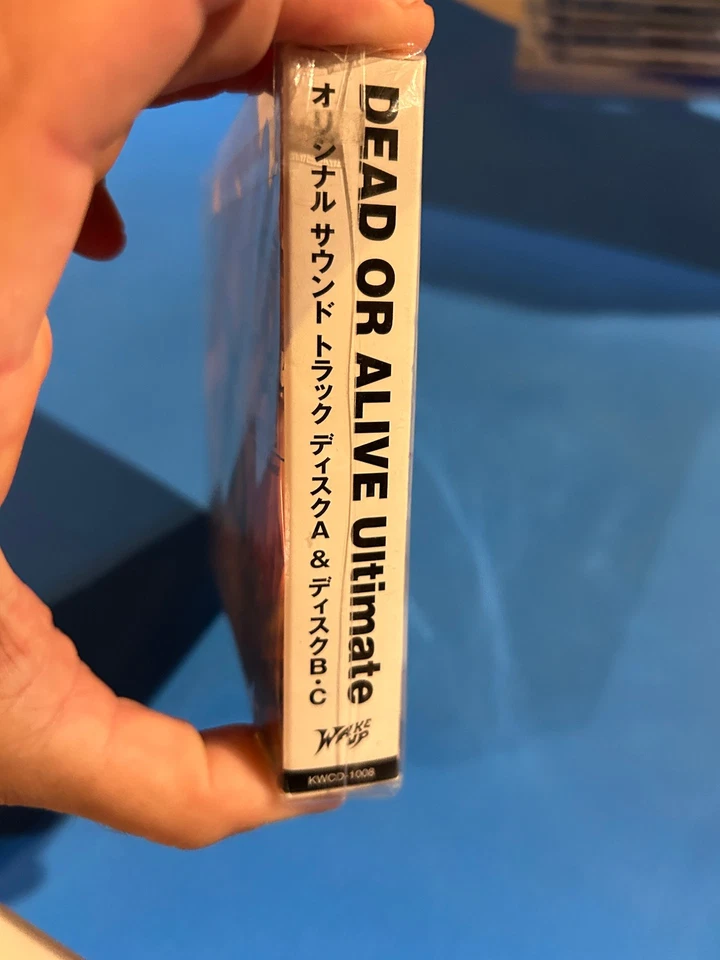 DEAD OR ALIVE Ultimate
オリジナル サウンド トラック ディスクA & ディスクB・C
WAKE UP
KWCD-1008